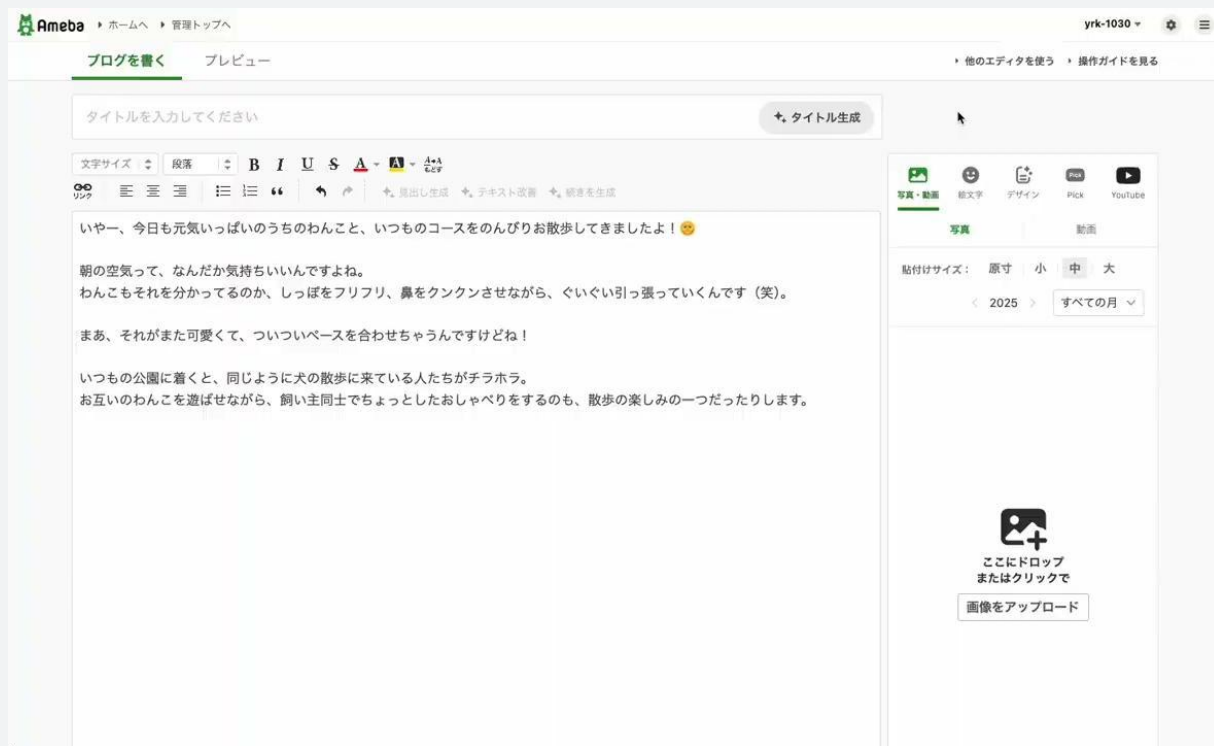 Ameba
ホームへ
管理トップへ
yrk-1030
ブログを書く
プレビュー
他のエディタを使う
操作ガイドを見る
タイトルを入力してください
タイトル生成
文字サイズ
段落
B I U S A A
A A もどす
リンク
見出し生成
テキスト改善
続きを生成
いやー、今日も元気いっぱいのうちのわんこと、いつものコースをのんびりお散歩してきましたよ！😊
朝の空気って、なんだか気持ちいいんですよね。
わんこもそれを分かってるのか、しっぽをフリフリ、鼻をクンクンさせながら、ぐいぐい引っ張っていくんです（笑）。
まあ、それがまた可愛くて、ついついペースを合わせちゃうんですけどね！
いつもの公園に着くと、同じように犬の散歩に来ている人たちがチラホラ。
お互いのわんこを遊ばせながら、飼い主同士でちょっとしたおしゃべりをするのも、散歩の楽しみの一つだったりします。
写真・動画
絵文字
デザイン
Pick
Pick
YouTube
写真
動画
貼付けサイズ：
原寸
小
中
大
2025
すべての月
ここにドロップ
またはクリックで
画像をアップロード